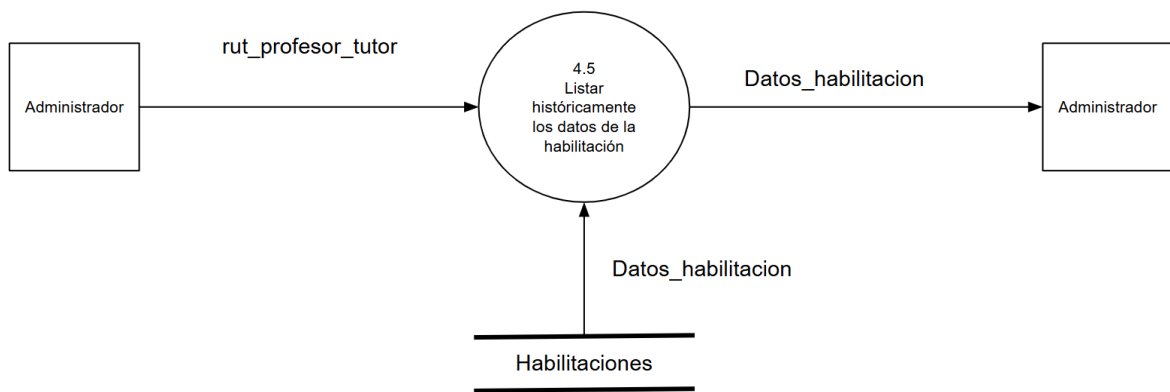 rut_profesor_tutor
Administrador
4.5
Listar
históricamente
los datos de la
habilitación
Datos_habilitacion
Administrador
Datos_habilitacion
Habilitaciones